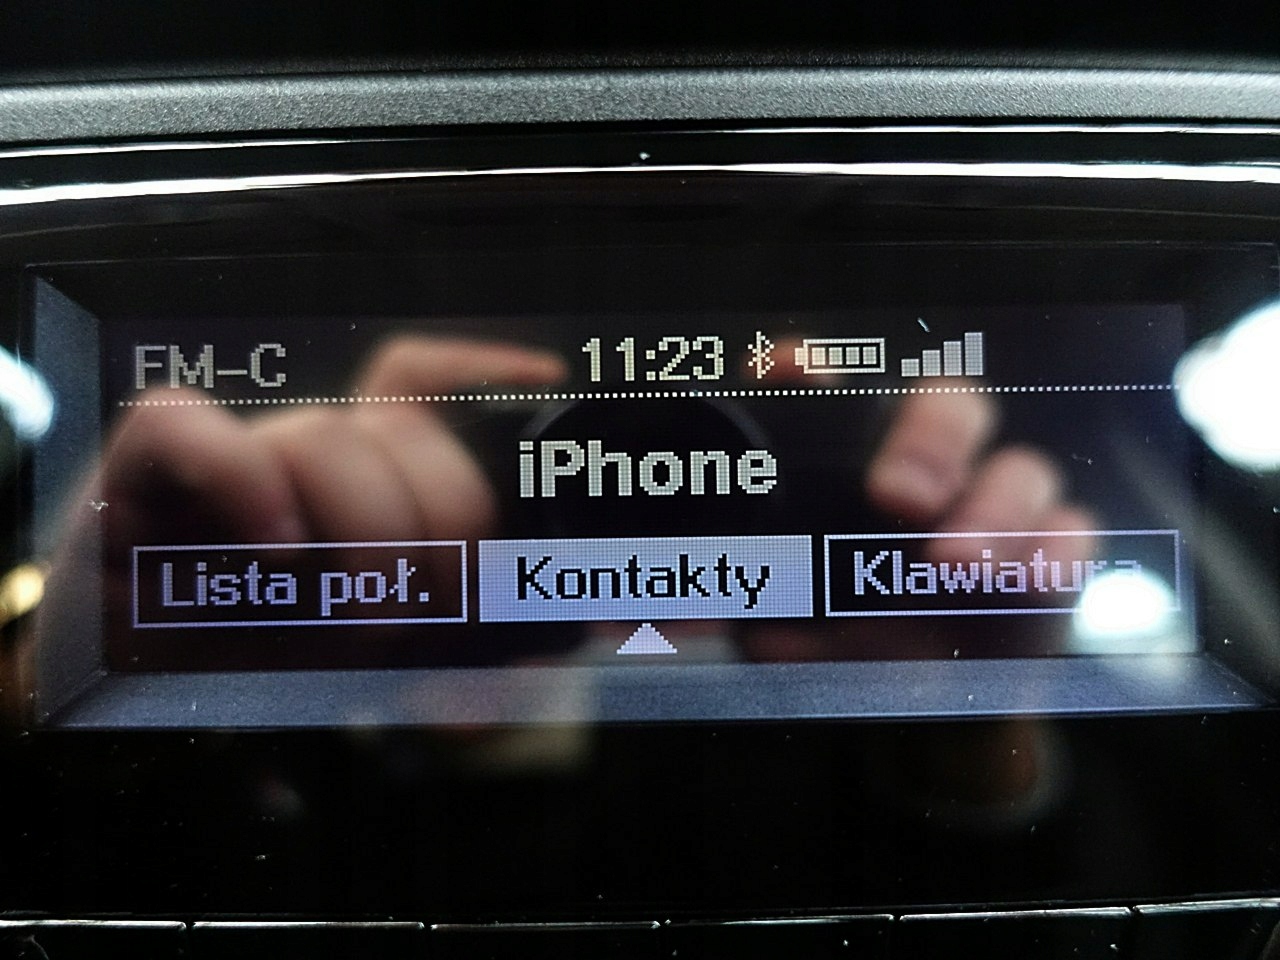 FM-C 11:23
iPhone
Lista poł. Kontakty Klawiatura